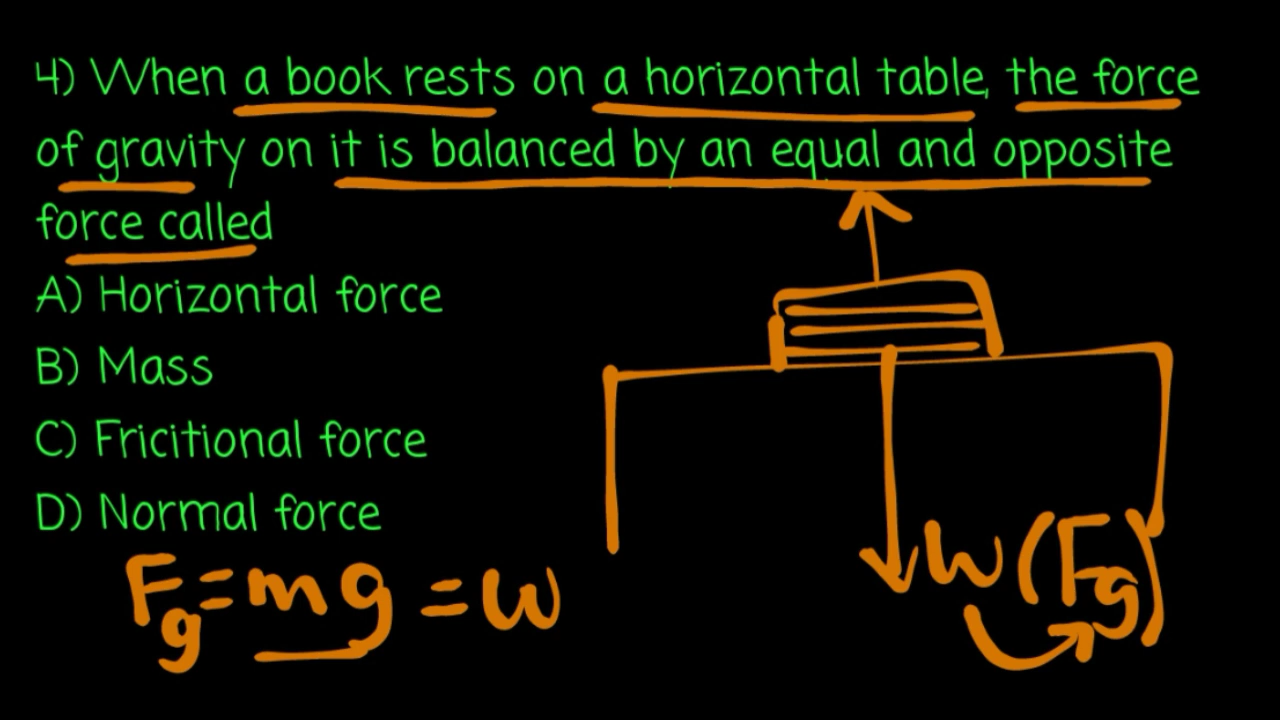 4) When a book rests on a horizontal table, the force
of gravity on it is balanced by an equal and opposite
force called
A) Horizontal force
B) Mass
C) Fricitional force
D) Normal force
Fg = mg = W
W (Fg)